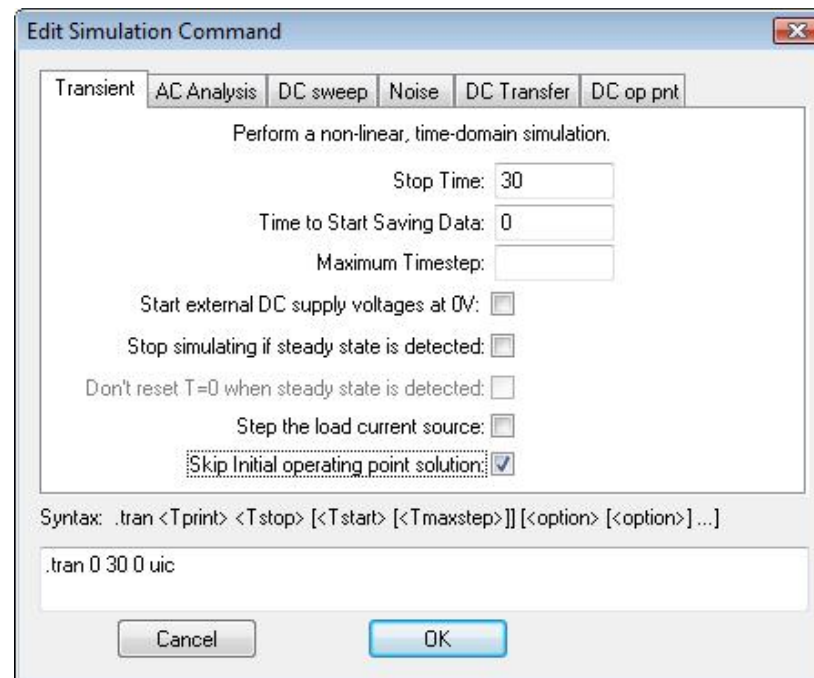 Edit Simulation Command
Transient AC Analysis DC sweep Noise DC Transfer DC op pnt
Perform a non-linear, time-domain simulation.
Stop Time: 30
Time to Start Saving Data: 0
Maximum Timestep:
Start external DC supply voltages at 0V:
Stop simulating if steady state is detected:
Don't reset T=0 when steady state is detected:
Step the load current source:
Skip Initial operating point solution:
Syntax: .tran <Tprint> <Tstop> [<Tstart> [<Tmaxstep>]] [<option> [<option>] ...]
.tran 0 30 0 uic
Cancel OK